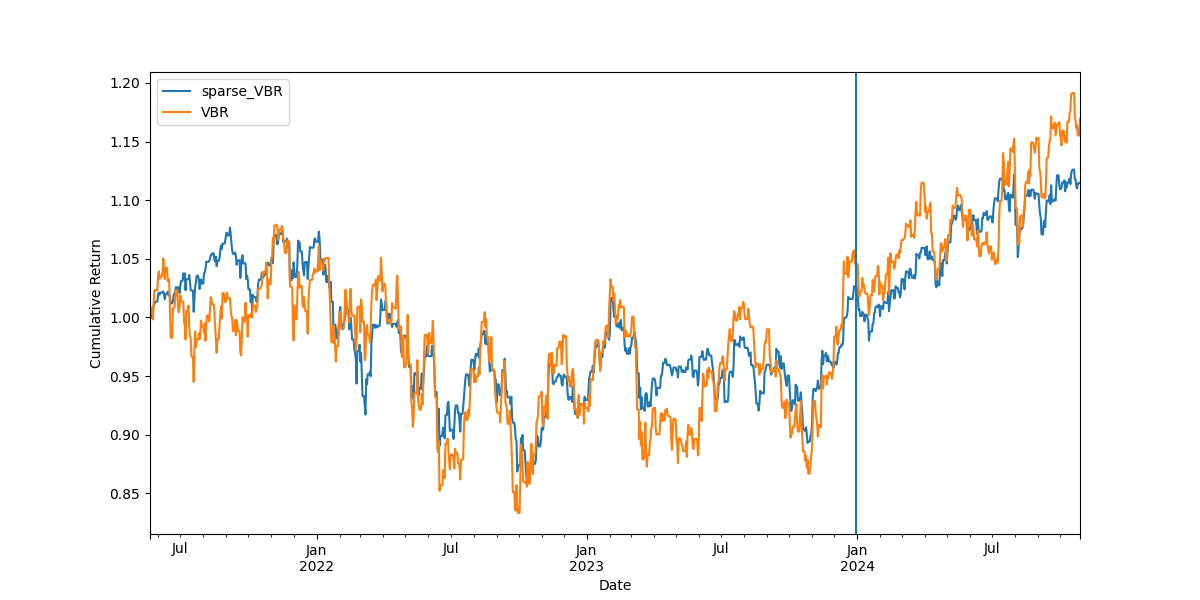 sparse_VBR
VBR
1.20
1.15
1.10
1.05
1.00
0.95
0.90
0.85
Cumulative Return
Jul
Jan
2022
Jul
Jan
2023
Jul
Jan
2024
Jul
Date